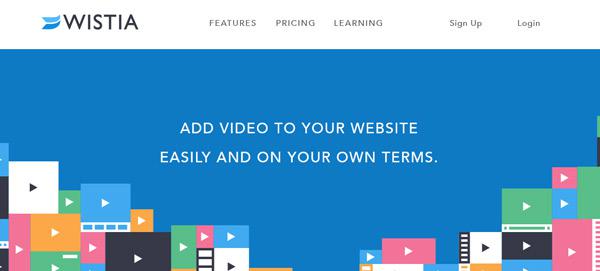 WISTIA
FEATURES PRICING LEARNING Sign Up Login
ADD VIDEO TO YOUR WEBSITE
EASILY AND ON YOUR OWN TERMS.